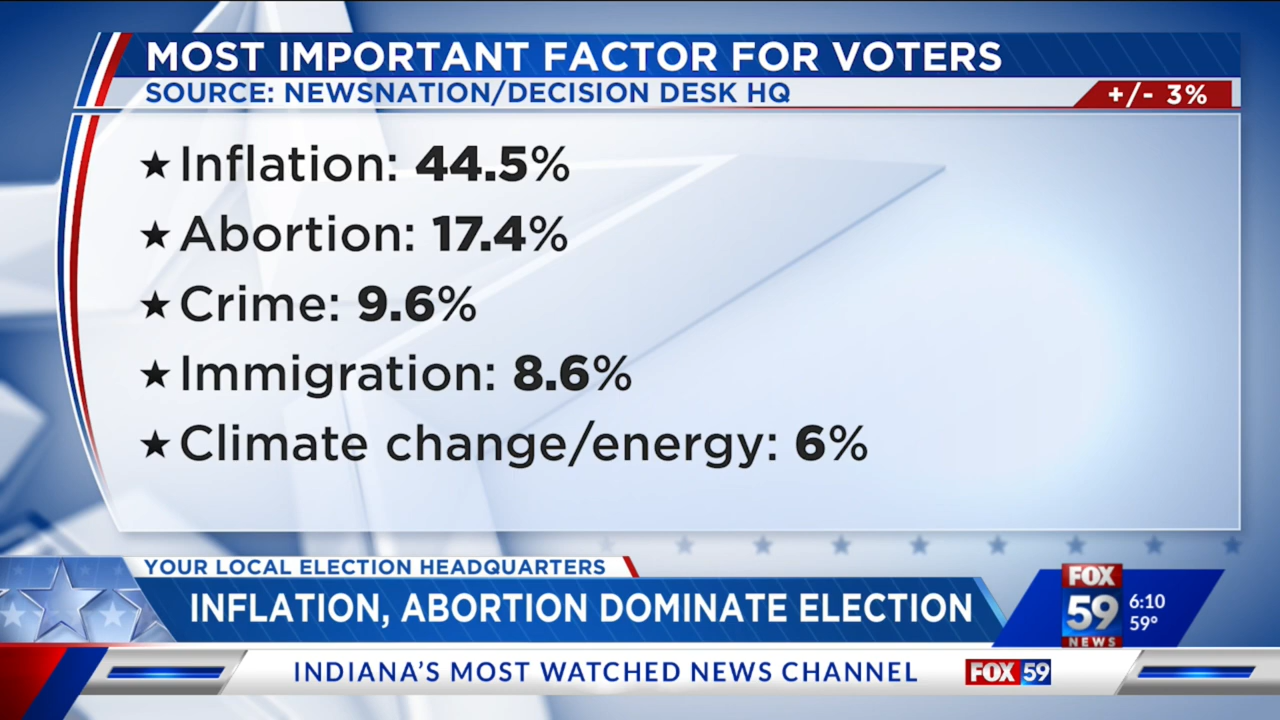 MOST IMPORTANT FACTOR FOR VOTERS
SOURCE: NEWSNATION/DECISION DESK HQ
+/- 3%
★ Inflation: 44.5%
★ Abortion: 17.4%
★ Crime: 9.6%
★ Immigration: 8.6%
★ Climate change/energy: 6%
YOUR LOCAL ELECTION HEADQUARTERS
INFLATION, ABORTION DOMINATE ELECTION
FOX
59
NEWS
6:10
59°
INDIANA'S MOST WATCHED NEWS CHANNEL
FOX 59